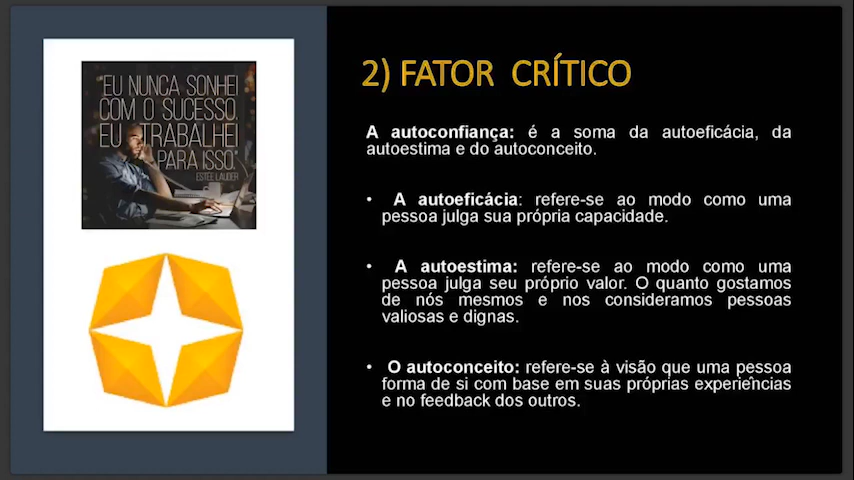 "EU NUNCA SONHEI
COM O SUCESSO.
EU TRABALHEI
PARA ISSO."
ESTÉE LAUDER
2) FATOR CRÍTICO
A autoconfiança: é a soma da autoeficácia, da
autoestima e do autoconceito.
• A autoeficácia: refere-se ao modo como uma
pessoa julga sua própria capacidade.
• A autoestima: refere-se ao modo como uma
pessoa julga seu próprio valor. O quanto gostamos
de nós mesmos e nos consideramos pessoas
valiosas e dignas.
• O autoconceito: refere-se à visão que uma pessoa
forma de si com base em suas próprias experiências
e no feedback dos outros.